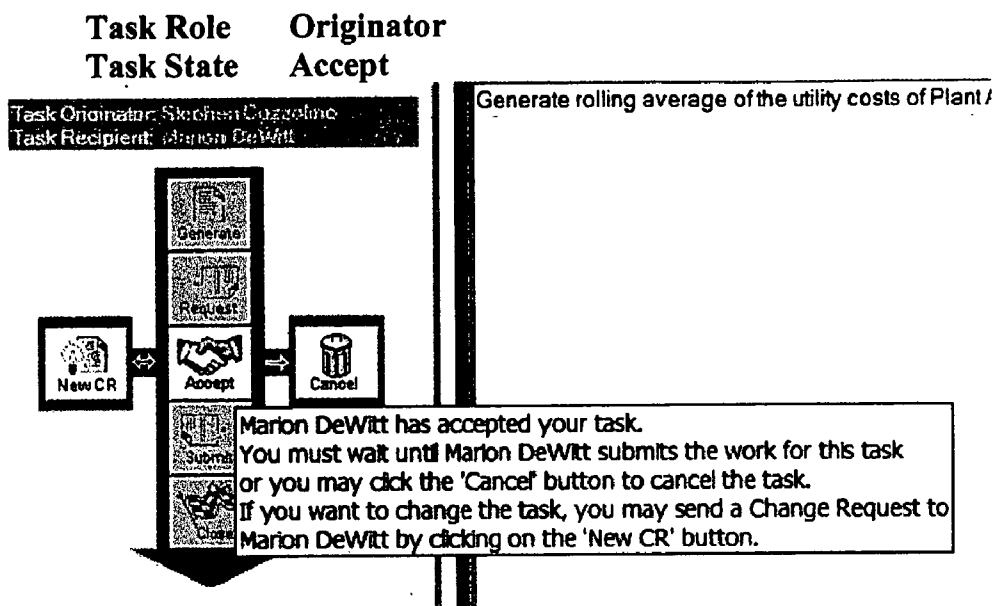 Task Role Originator
Task State Accept
Task Originator: Stephen Cozzolino
Task Recipient: Marion DeWitt
Generate rolling average of the utility costs of Plant A
Generate
Request
New CR
Accept
Cancel
Submit
Close
Marion DeWitt has accepted your task.
You must wait until Marion DeWitt submits the work for this task
or you may click the 'Cancel' button to cancel the task.
If you want to change the task, you may send a Change Request to
Marion DeWitt by clicking on the 'New CR' button.